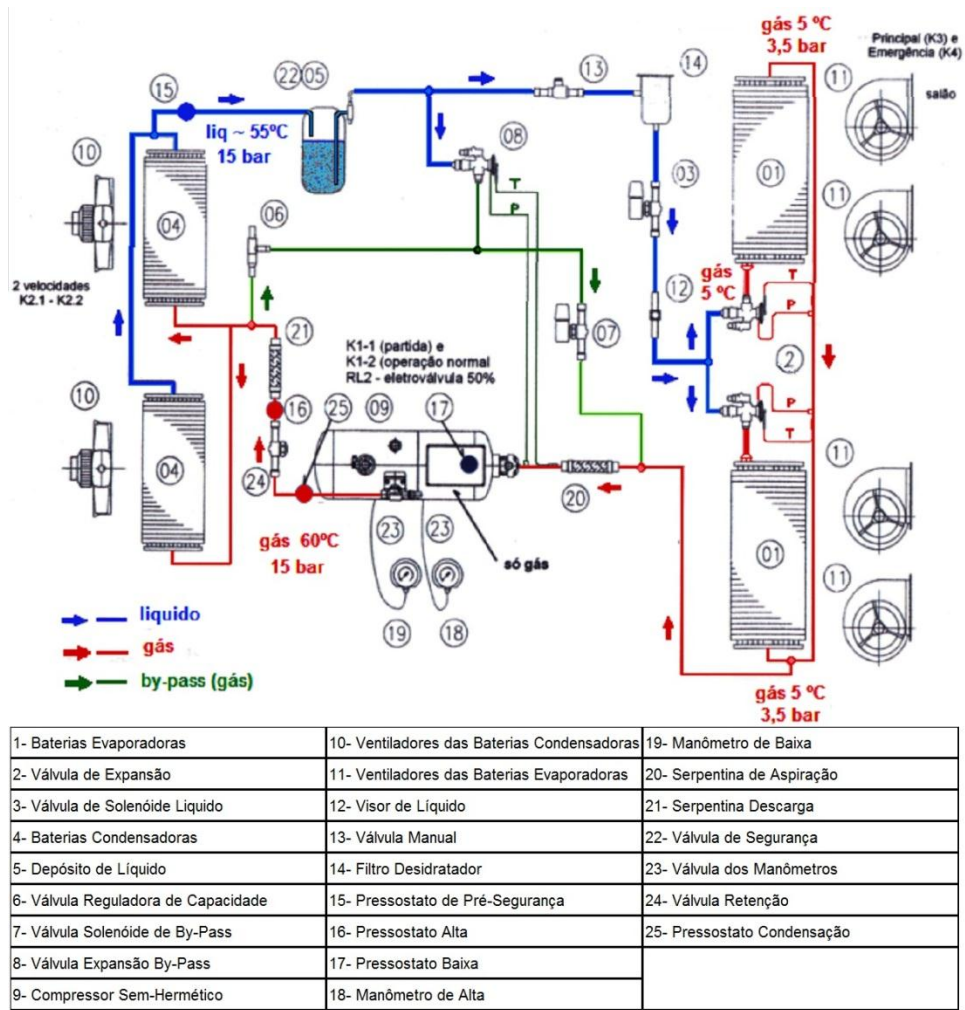 gás 5 ºC
3,5 bar
Principal (K3) e
Emergência (K4)
13
14
11
salão
22
05
15
liq ~ 55ºC
15 bar
08
10
01
T
P
03
04
06
11
2 velocidades
K2.1 - K2.2
gás
5 ºC
T
P
12
07
21
K1-1 (partida) e
K1-2 (operação normal
RL2 - eletroválvula 50%
2
10
16
25
09
17
P
T
04
24
20
11
gás 60ºC
15 bar
23
23
só gás
01
11
liquido
gás
by-pass (gás)
19
18
gás 5 ºC
3,5 bar
1- Baterias Evaporadoras
10- Ventiladores das Baterias Condensadoras
19- Manômetro de Baixa
2- Válvula de Expansão
11- Ventiladores das Baterias Evaporadoras
20- Serpentina de Aspiração
3- Válvula de Solenóide Liquido
12- Visor de Líquido
21- Serpentina Descarga
4- Baterias Condensadoras
13- Válvula Manual
22- Válvula de Segurança
5- Depósito de Líquido
14- Filtro Desidratador
23- Válvula dos Manômetros
6- Válvula Reguladora de Capacidade
15- Pressostato de Pré-Segurança
24- Válvula Retenção
7- Válvula Solenóide de By-Pass
16- Pressostato Alta
25- Pressostato Condensação
8- Válvula Expansão By-Pass
17- Pressostato Baixa
9- Compressor Sem-Hermético
18- Manômetro de Alta